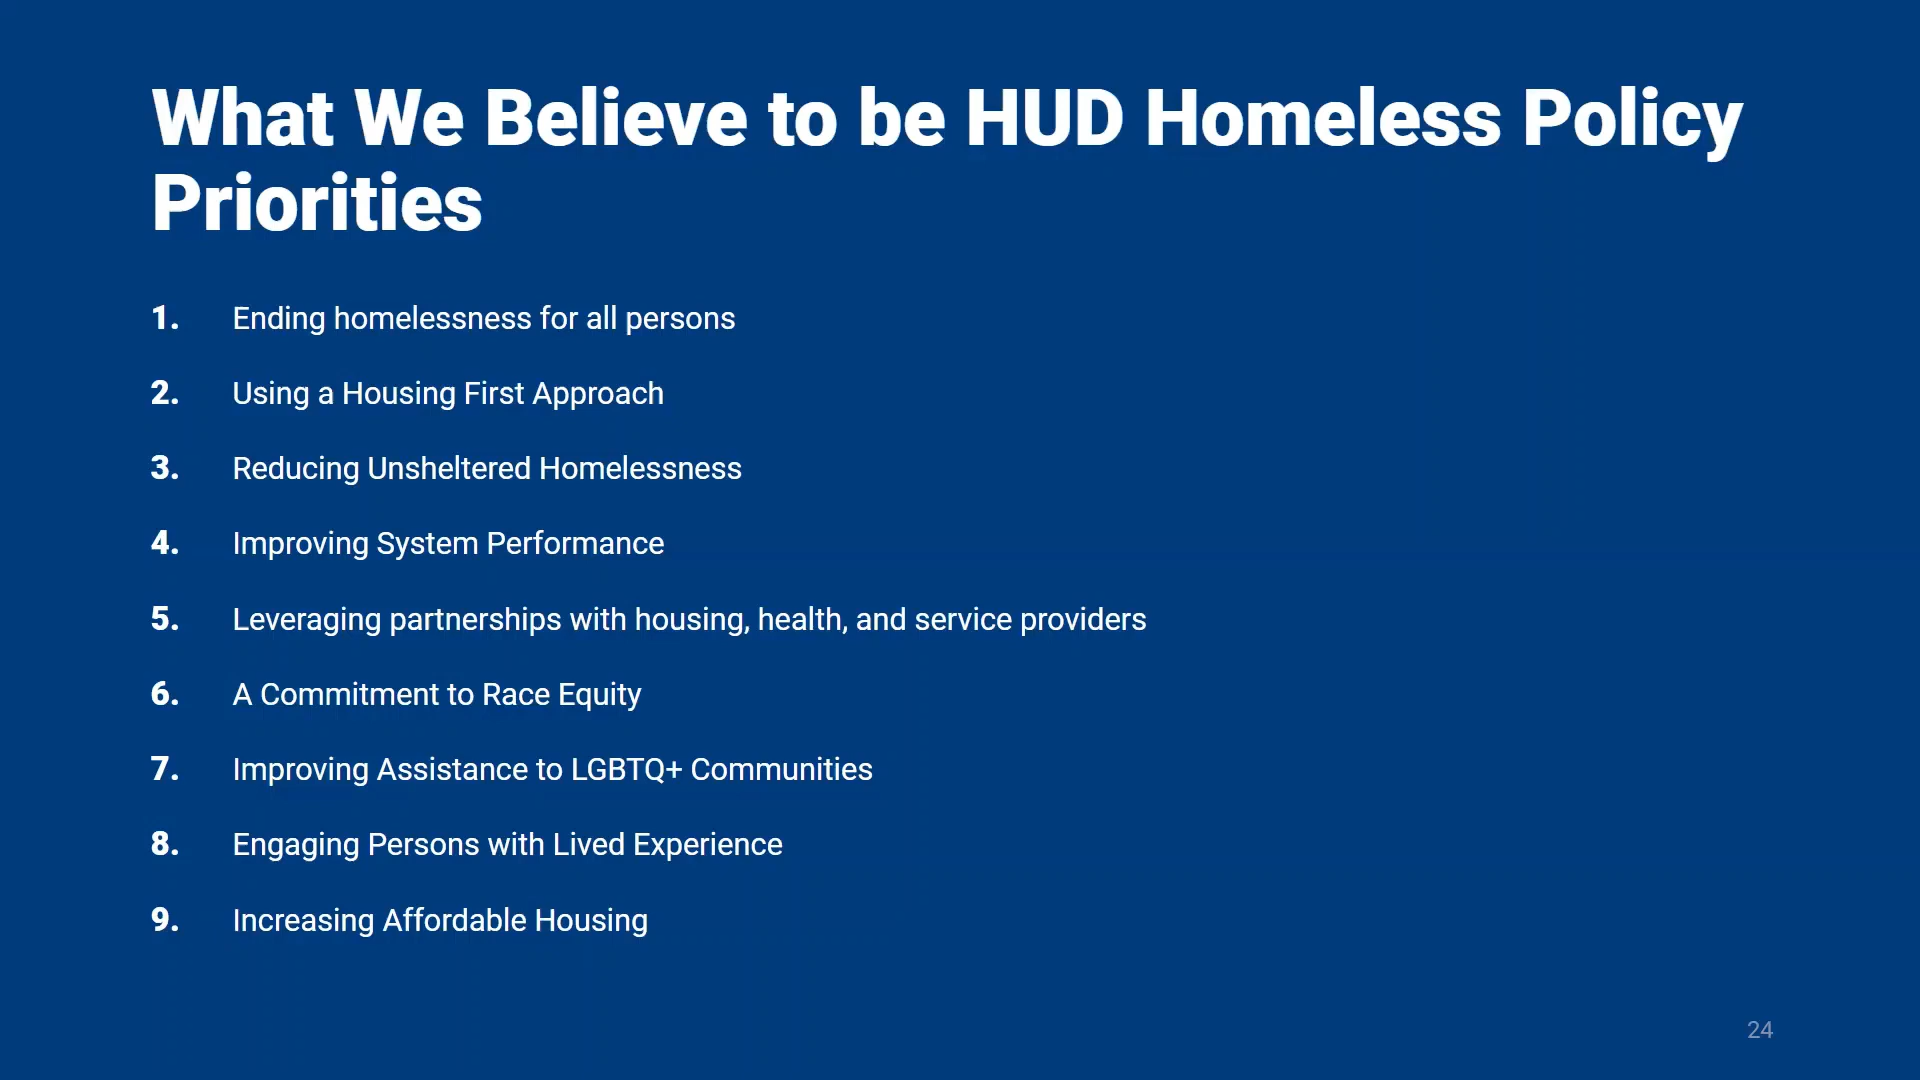 What We Believe to be HUD Homeless Policy
Priorities
1. Ending homelessness for all persons
2. Using a Housing First Approach
3. Reducing Unsheltered Homelessness
4. Improving System Performance
5. Leveraging partnerships with housing, health, and service providers
6. A Commitment to Race Equity
7. Improving Assistance to LGBTQ+ Communities
8. Engaging Persons with Lived Experience
9. Increasing Affordable Housing
24